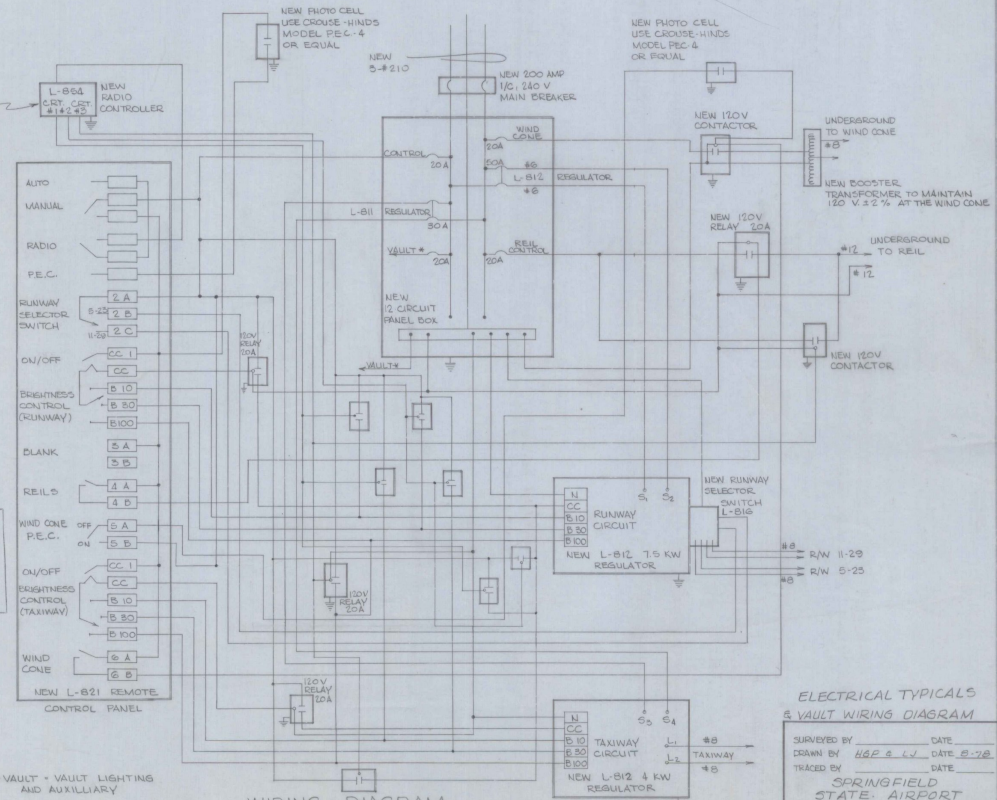 NEW PHOTO CELL
USE CROUSE-HINDS
MODEL P.E.C.-4
OR EQUAL
NEW
3-#2/0
NEW 200 AMP
1/C, 240 V
MAIN BREAKER
NEW PHOTO CELL
USE CROUSE-HINDS
MODEL PEC-4
OR EQUAL
L-854
CRT. CRT.
#1 #2 #3
NEW
RADIO
CONTROLLER
NEW 120V
CONTACTOR
UNDERGROUND
TO WIND CONE
#8
NEW BOOSTER
TRANSFORMER TO MAINTAIN
120 V. ±2% AT THE WIND CONE
CONTROL
20A
WIND
CONE
20A
50A
#6
L-812 REGULATOR
#6
L-811 REGULATOR
30A
VAULT*
20A
REIL
CONTROL
20A
NEW
12 CIRCUIT
PANEL BOX
NEW 120V
RELAY 20A
UNDERGROUND
TO REIL
#12
#12
NEW 120V
CONTACTOR
AUTO
MANUAL
RADIO
P.E.C.
RUNWAY
SELECTOR
SWITCH
5-23
11-29
2 A
2 B
2 C
ON/OFF
CC 1
CC
BRIGHTNESS
CONTROL
(RUNWAY)
B 10
B 30
B100
BLANK
3 A
3 B
REILS
4 A
4 B
WIND CONE
P.E.C.
OFF
ON
5 A
5 B
ON/OFF
CC 1
CC
BRIGHTNESS
CONTROL
(TAXIWAY)
B 10
B 30
B 100
WIND
CONE
6 A
6 B
NEW L-821 REMOTE
CONTROL PANEL
120V
RELAY
20A
VAULT*
120V
RELAY
20A
120V
RELAY
20A
N
CC
B 10
B 30
B 100
RUNWAY
CIRCUIT
S1 S2
NEW L-812 7.5 KW
REGULATOR
NEW RUNWAY
SELECTOR
SWITCH
L-816
#8
R/W 11-29
R/W 5-23
#8
N
CC
B 10
B 30
B 100
TAXIWAY
CIRCUIT
S3 S4
L1
L2
#8
TAXIWAY
#8
NEW L-812 4 KW
REGULATOR
VAULT - VAULT LIGHTING
AND AUXILLIARY
WIRING DIAGRAM
ELECTRICAL TYPICALS
& VAULT WIRING DIAGRAM
SURVEYED BY DATE
DRAWN BY HGP & LJ DATE 5-78
TRACED BY DATE
SPRINGFIELD
STATE AIRPORT